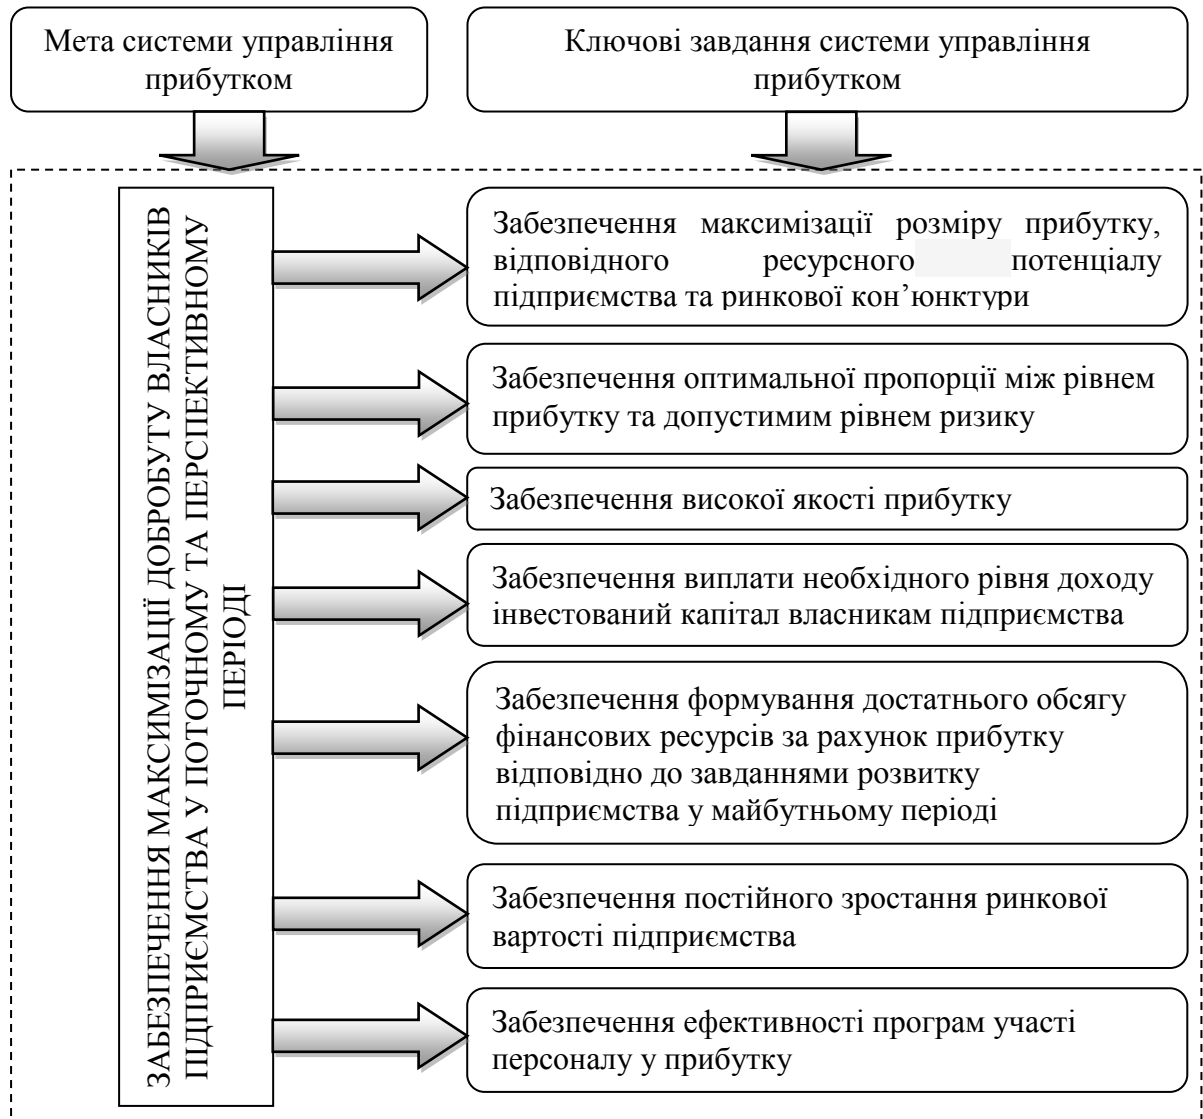 Мета системи управління
прибутком
Ключові завдання системи управління
прибутком
ЗАБЕЗПЕЧЕННЯ МАКСИМІЗАЦІЇ ДОБРОБУТУ ВЛАСНИКІВ
ПІДПРИЄМСТВА У ПОТОЧНОМУ ТА ПЕРСПЕКТИВНОМУ
ПЕРІОДІ
Забезпечення максимізації розміру прибутку,
відповідного ресурсного потенціалу
підприємства та ринкової кон’юнктури
Забезпечення оптимальної пропорції між рівнем
прибутку та допустимим рівнем ризику
Забезпечення високої якості прибутку
Забезпечення виплати необхідного рівня доходу
інвестований капітал власникам підприємства
Забезпечення формування достатнього обсягу
фінансових ресурсів за рахунок прибутку
відповідно до завданнями розвитку
підприємства у майбутньому періоді
Забезпечення постійного зростання ринкової
вартості підприємства
Забезпечення ефективності програм участі
персоналу у прибутку